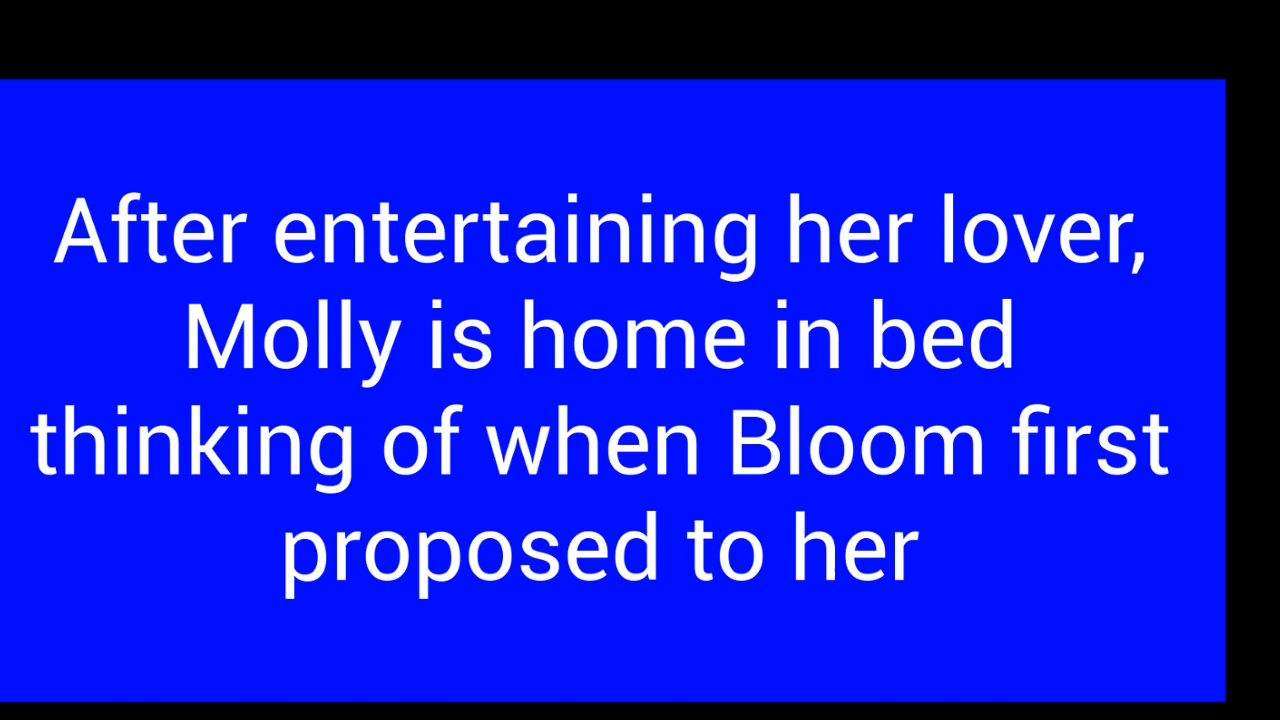 After entertaining her lover,
Molly is home in bed
thinking of when Bloom first
proposed to her